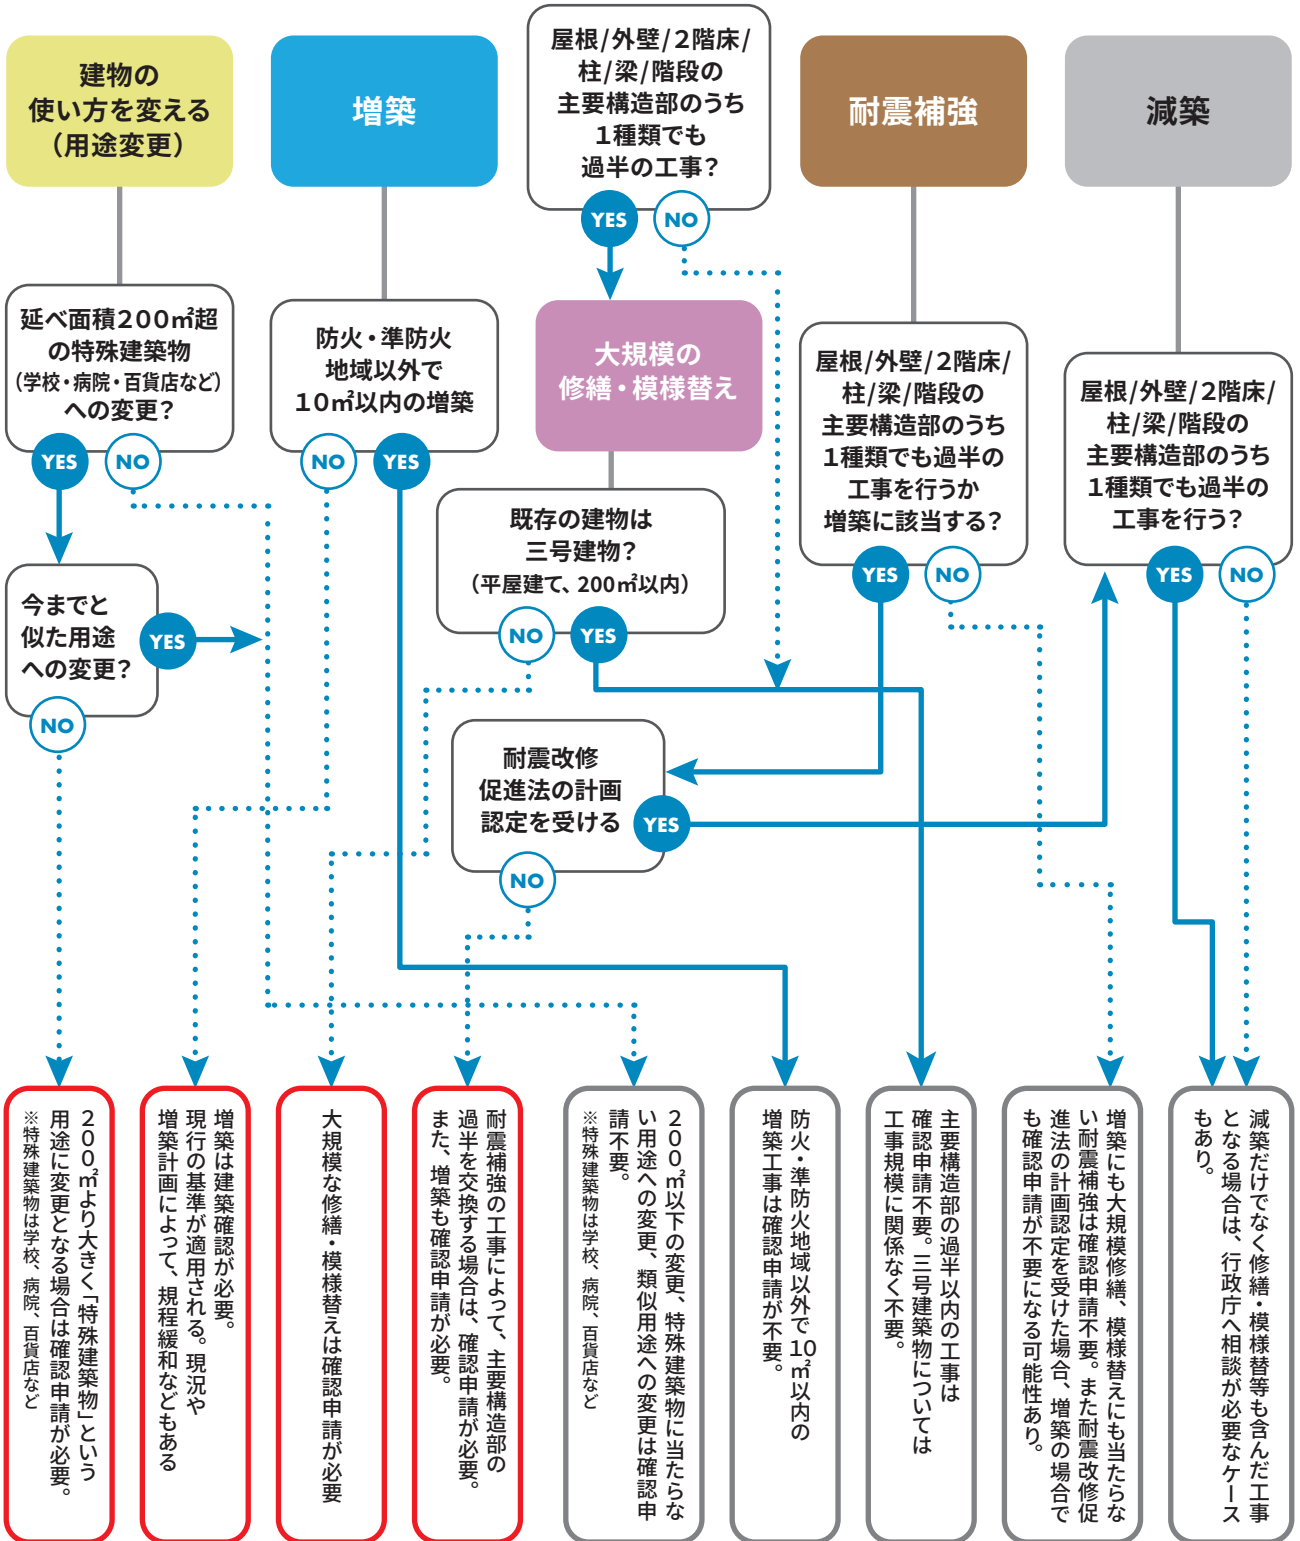 建物の
使い方を変える
（用途変更）
増築
屋根/外壁/２階床/
柱/梁/階段の
主要構造部のうち
１種類でも
過半の工事？
YES
NO
耐震補強
減築
延べ面積２００㎡超
の特殊建築物
（学校・病院・百貨店など）
への変更？
YES
NO
防火・準防火
地域以外で
１０㎡以内の増築
NO
YES
大規模の
修繕・模様替え
屋根/外壁/２階床/
柱/梁/階段の
主要構造部のうち
１種類でも過半の
工事を行うか
増築に該当する？
YES
NO
屋根/外壁/２階床/
柱/梁/階段の
主要構造部のうち
１種類でも過半の
工事を行う？
YES
NO
既存の建物は
三号建物？
（平屋建て、200㎡以内）
NO
YES
今までと
似た用途
への変更？
YES
NO
耐震改修
促進法の計画
認定を受ける
YES
NO
２００㎡より大きく「特殊建築物」という
用途に変更となる場合は確認申請が必要。
※特殊建築物は学校、病院、百貨店など
増築は建築確認が必要。
現行の基準が適用される。現況や
増築計画によって、規程緩和などもある
大規模な修繕・模様替えは確認申請が必要
耐震補強の工事によって、主要構造部の
過半を交換する場合は、確認申請が必要。
また、増築も確認申請が必要。
２００㎡以下の変更、特殊建築物に当たらな
い用途への変更、類似用途への変更は確認申
請不要。
※特殊建築物は学校、病院、百貨店など
防火・準防火地域以外で10㎡以内の
増築工事は確認申請が不要。
主要構造部の過半以内の工事は
確認申請不要。三号建築物については
工事規模に関係なく不要。
増築にも大規模修繕、模様替えにも当たらな
い耐震補強は確認申請不要。また耐震改修促
進法の計画認定を受けた場合、増築の場合で
も確認申請が不要になる可能性あり。
減築だけでなく修繕・模様替等も含んだ工事
となる場合は、行政庁へ相談が必要なケース
もあり。